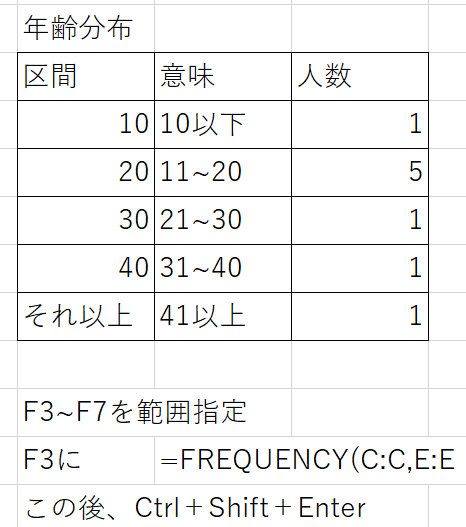 年齢分布
区間 意味 人数
10 10以下 1
20 11~20 5
30 21~30 1
40 31~40 1
それ以上 41以上 1
F3~F7を範囲指定
F3に =FREQUENCY(C:C,E:E
この後、Ctrl＋Shift＋Enter